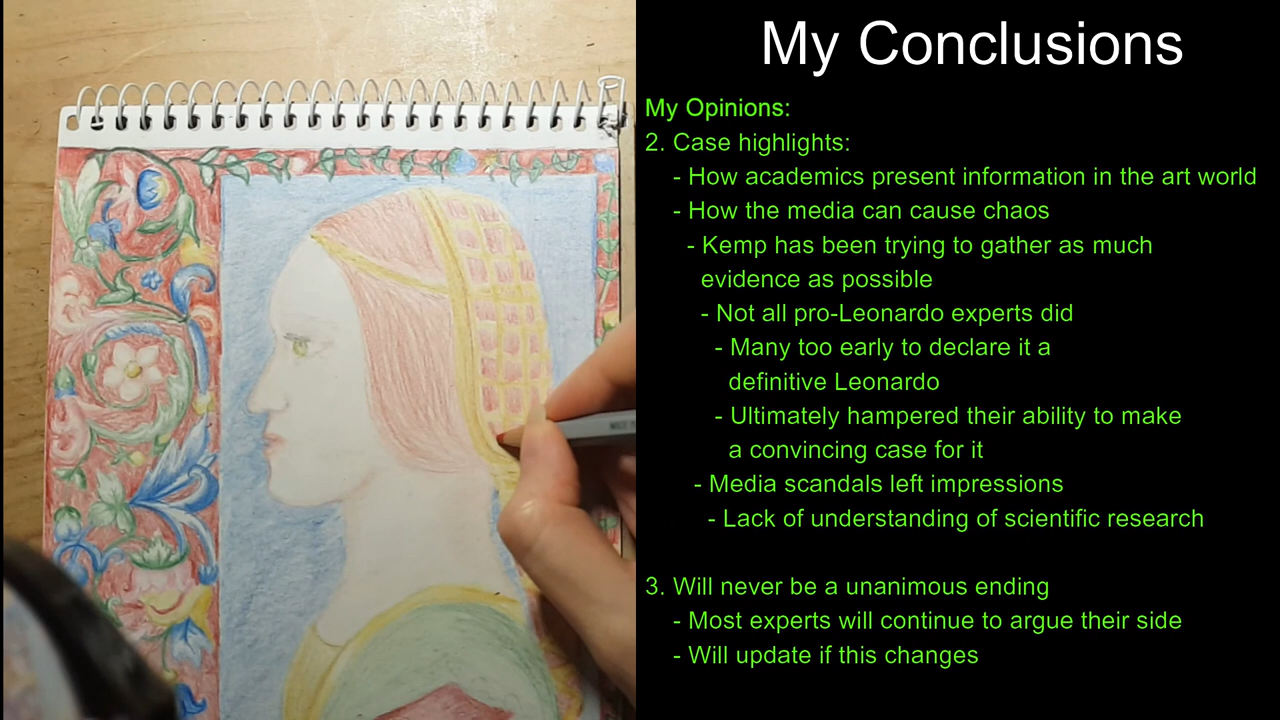 My Conclusions
My Opinions:
2. Case highlights:
- How academics present information in the art world
- How the media can cause chaos
- Kemp has been trying to gather as much
evidence as possible
- Not all pro-Leonardo experts did
- Many too early to declare it a
definitive Leonardo
- Ultimately hampered their ability to make
a convincing case for it
- Media scandals left impressions
- Lack of understanding of scientific research
3. Will never be a unanimous ending
- Most experts will continue to argue their side
- Will update if this changes